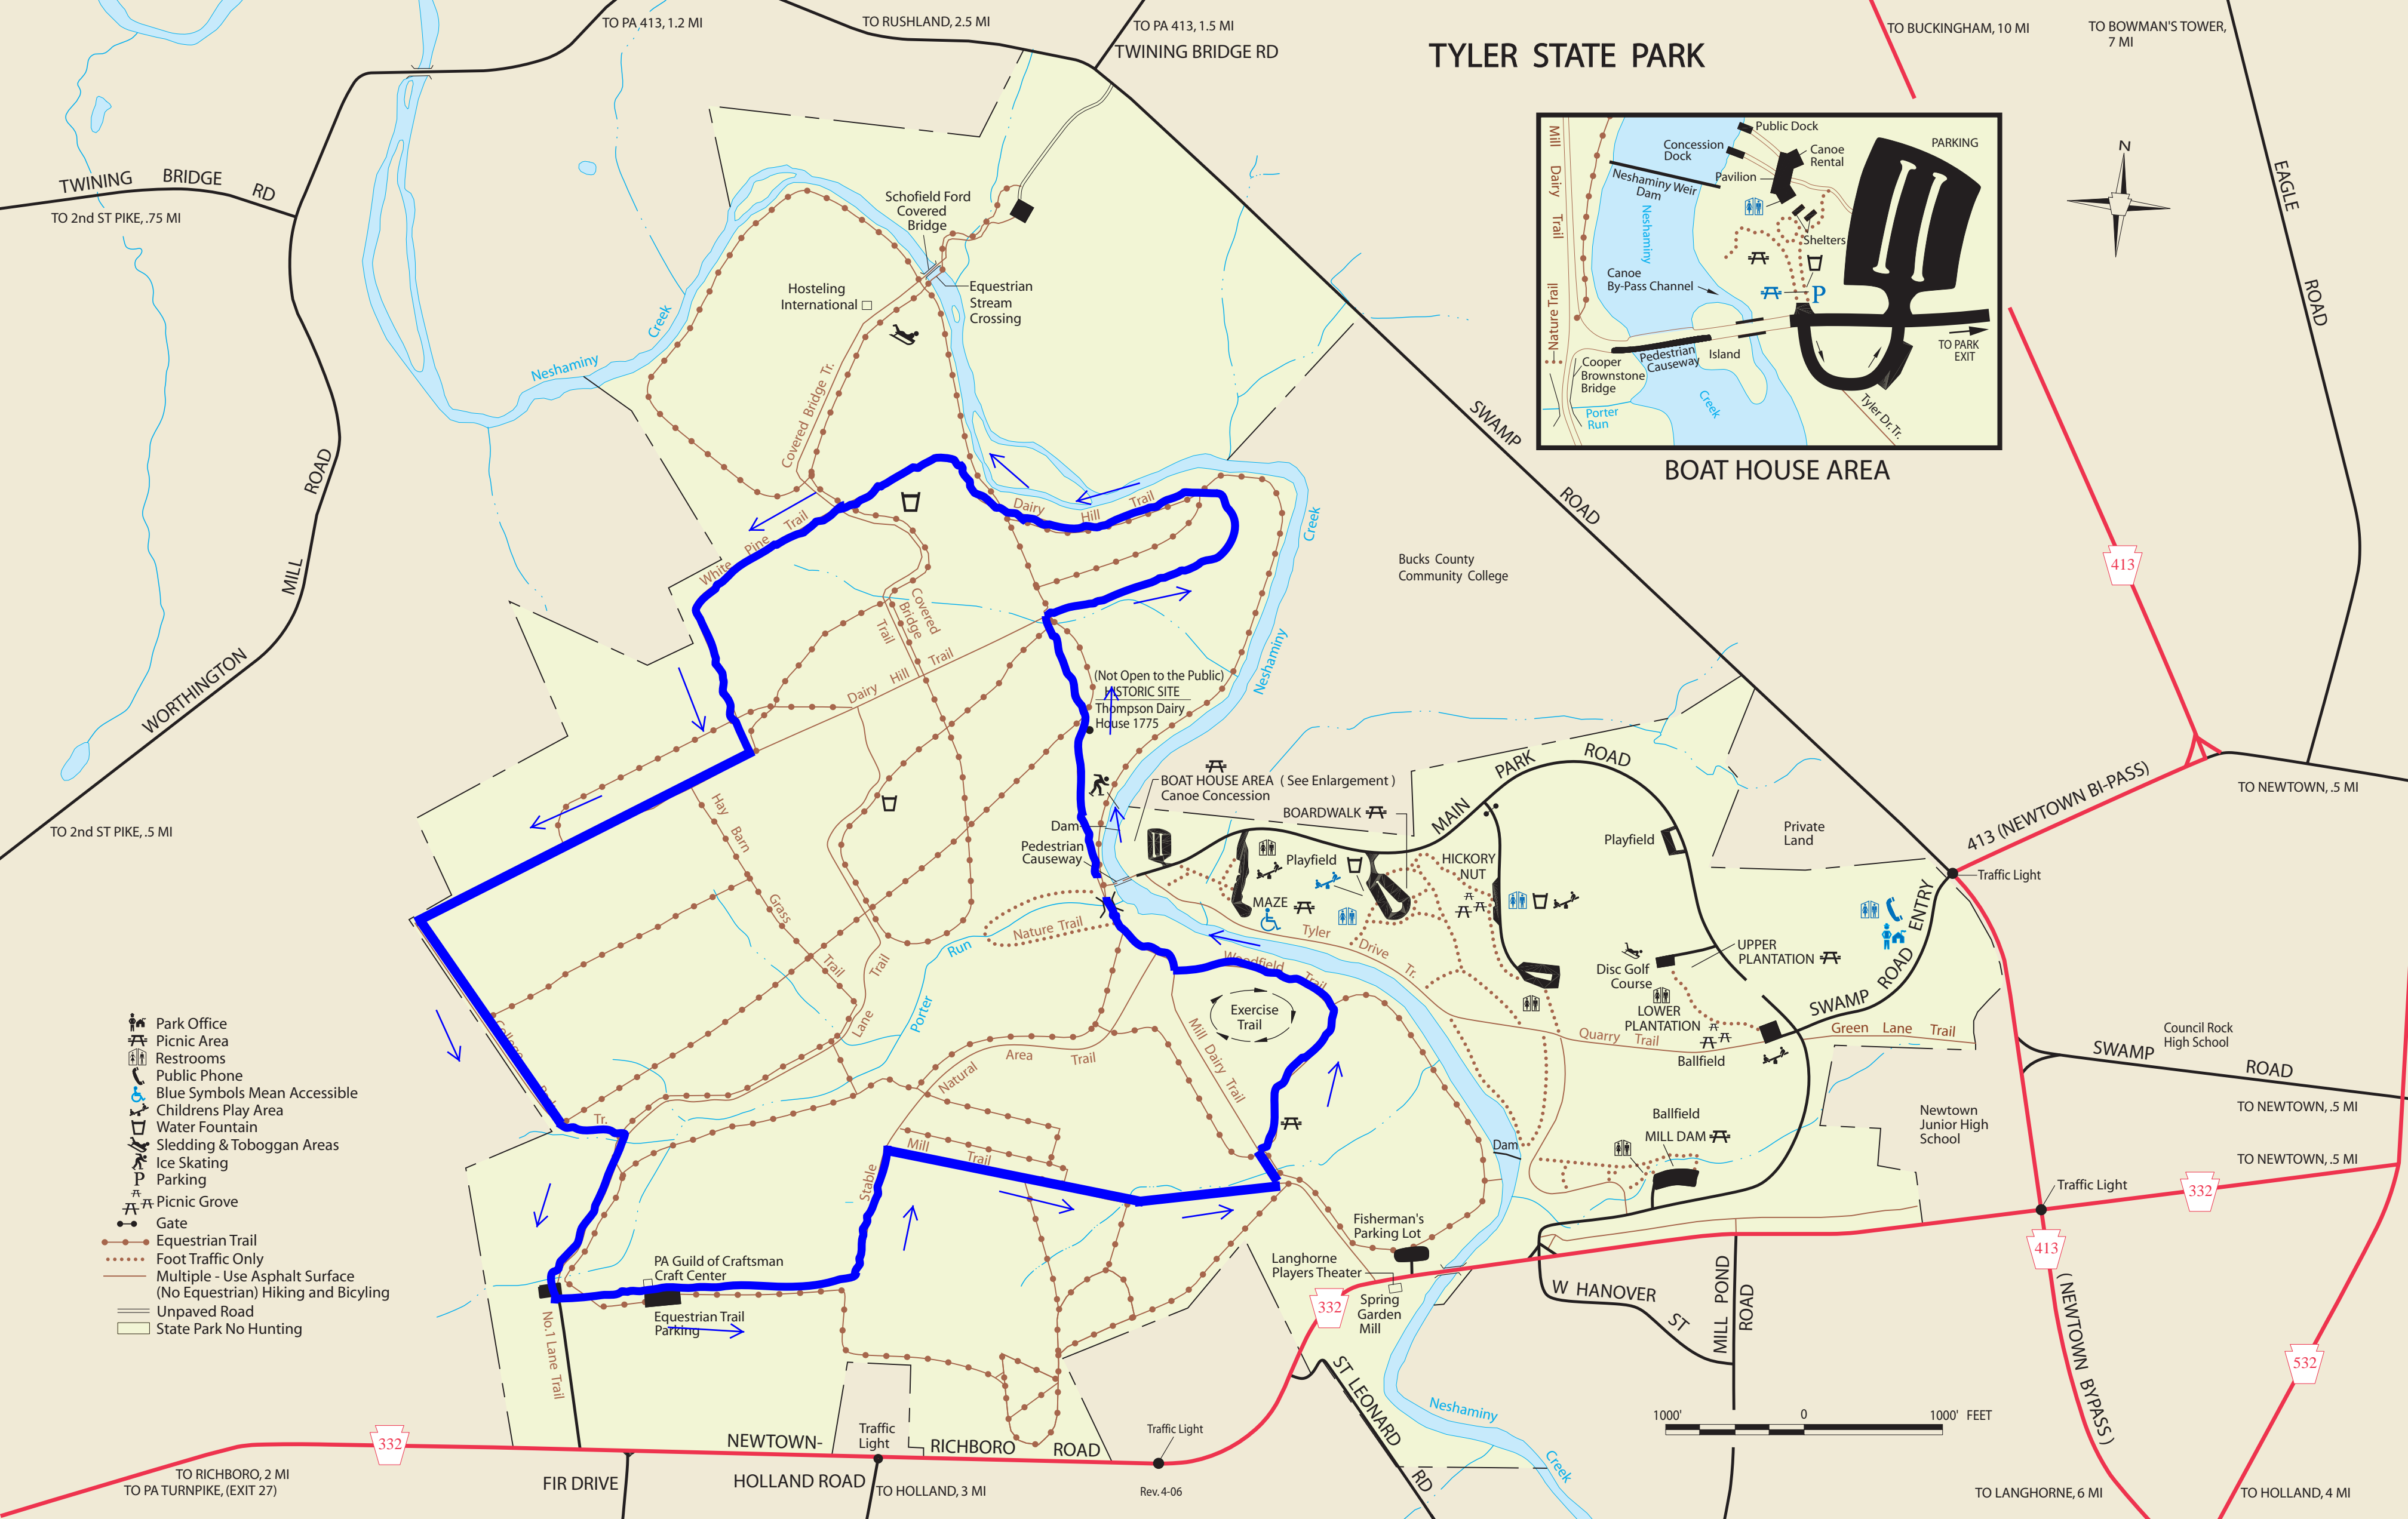 TO PA 413, 1.2 MI
TO RUSHLAND, 2.5 MI
TO PA 413, 1.5 MI
TWINING BRIDGE RD
TYLER STATE PARK
TO BUCKINGHAM, 10 MI
TO BOWMAN'S TOWER,
7 MI
TWINING BRIDGE RD
TO 2nd ST PIKE, .75 MI
Schofield Ford
Covered
Bridge
Hosteling
International
Equestrian
Stream
Crossing
Neshaminy
Creek
Covered Bridge Tr.
Mill Dairy Trail
Nature Trail
Public Dock
Concession
Dock
Canoe
Rental
Pavilion
PARKING
Neshaminy Weir
Dam
Neshaminy
Shelters
Canoe
By-Pass Channel
P
Island
TO PARK
EXIT
Pedestrian
Causeway
Cooper
Brownstone
Bridge
Porter
Run
Creek
Tyler Dr. Tr.
BOAT HOUSE AREA
N
EAGLE
ROAD
SWAMP
ROAD
413
WORTHINGTON
MILL
ROAD
TO 2nd ST PIKE, .5 MI
White Pine Trail
Dairy Hill Trail
Creek
Neshaminy
Bucks County
Community College
Covered
Bridge
Trail
Dairy Hill Trail
(Not Open to the Public)
HISTORIC SITE
Thompson Dairy
House 1775
BOAT HOUSE AREA ( See Enlargement )
Canoe Concession
BOARDWALK
Dam
Pedestrian
Causeway
MAIN PARK ROAD
Playfield
MAZE
HICKORY
NUT
Playfield
Private
Land
413 (NEWTOWN BI-PASS)
TO NEWTOWN, .5 MI
Traffic Light
SWAMP ROAD ENTRY
UPPER
PLANTATION
Disc Golf
Course
LOWER
PLANTATION
Ballfield
Quarry Trail
Green Lane Trail
Tyler Drive Tr.
Hay Barn
Grass
Trail
Lane Trail
Nature Trail
Porter
Run
Woodfield Trail
Exercise
Trail
Mill Dairy Trail
Natural Area Trail
College
Tr.
Mill
Trail
Stable
Council Rock
High School
SWAMP ROAD
TO NEWTOWN, .5 MI
Newtown
Junior High
School
TO NEWTOWN, .5 MI
332
Traffic Light
413
( NEWTOWN BYPASS )
532
Ballfield
MILL DAM
Dam
Fisherman's
Parking Lot
Langhorne
Players Theater
332
Spring
Garden
Mill
W HANOVER ST
MILL POND
ROAD
ST LEONARD
RD
Neshaminy
Creek
1000' 0 1000' FEET
Park Office
Picnic Area
Restrooms
Public Phone
Blue Symbols Mean Accessible
Childrens Play Area
Water Fountain
Sledding & Toboggan Areas
Ice Skating
P Parking
Picnic Grove
Gate
Equestrian Trail
Foot Traffic Only
Multiple - Use Asphalt Surface
(No Equestrian) Hiking and Bicyling
Unpaved Road
State Park No Hunting
PA Guild of Craftsman
Craft Center
Equestrian Trail
Parking
No.1 Lane Trail
332
NEWTOWN-
RICHBORO ROAD
Traffic
Light
Traffic Light
TO RICHBORO, 2 MI
TO PA TURNPIKE, (EXIT 27)
FIR DRIVE
HOLLAND ROAD
TO HOLLAND, 3 MI
Rev. 4-06
TO LANGHORNE, 6 MI
TO HOLLAND, 4 MI